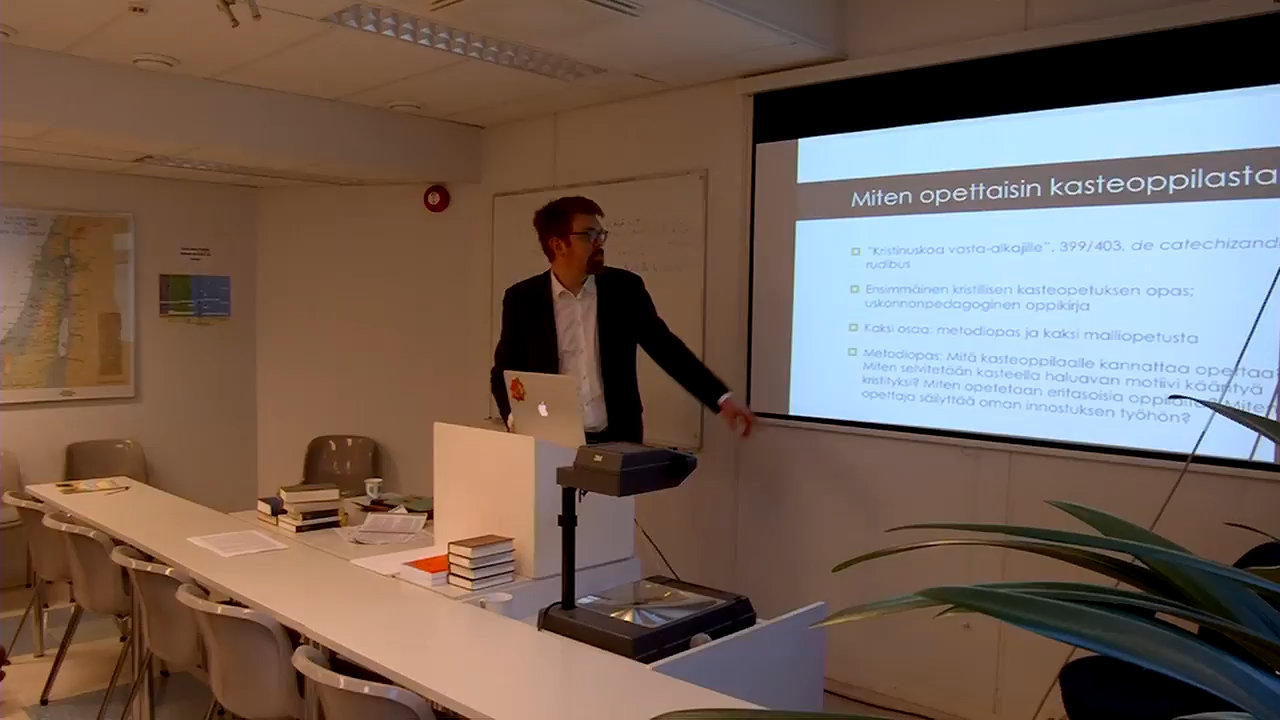 Miten opettaisin kasteoppilasta
"Kristinuskoa vasta-alkajille", 399/403, de catechizand
rudibus
Ensimmäinen kristillisen kasteopetuksen opas;
uskonnonpedagoginen oppikirja
Kaksi osaa: metodiopas ja kaksi malliopetusta
Metodiopas: Mitä kasteoppilaalle kannattaa opettaa
Miten selvitetään kasteella haluavan motiivi kääntyä
kristityksi? Miten opetetaan eritasoisia oppilaita? Miten
opettaja säilyttää oman innostuksen työhön?